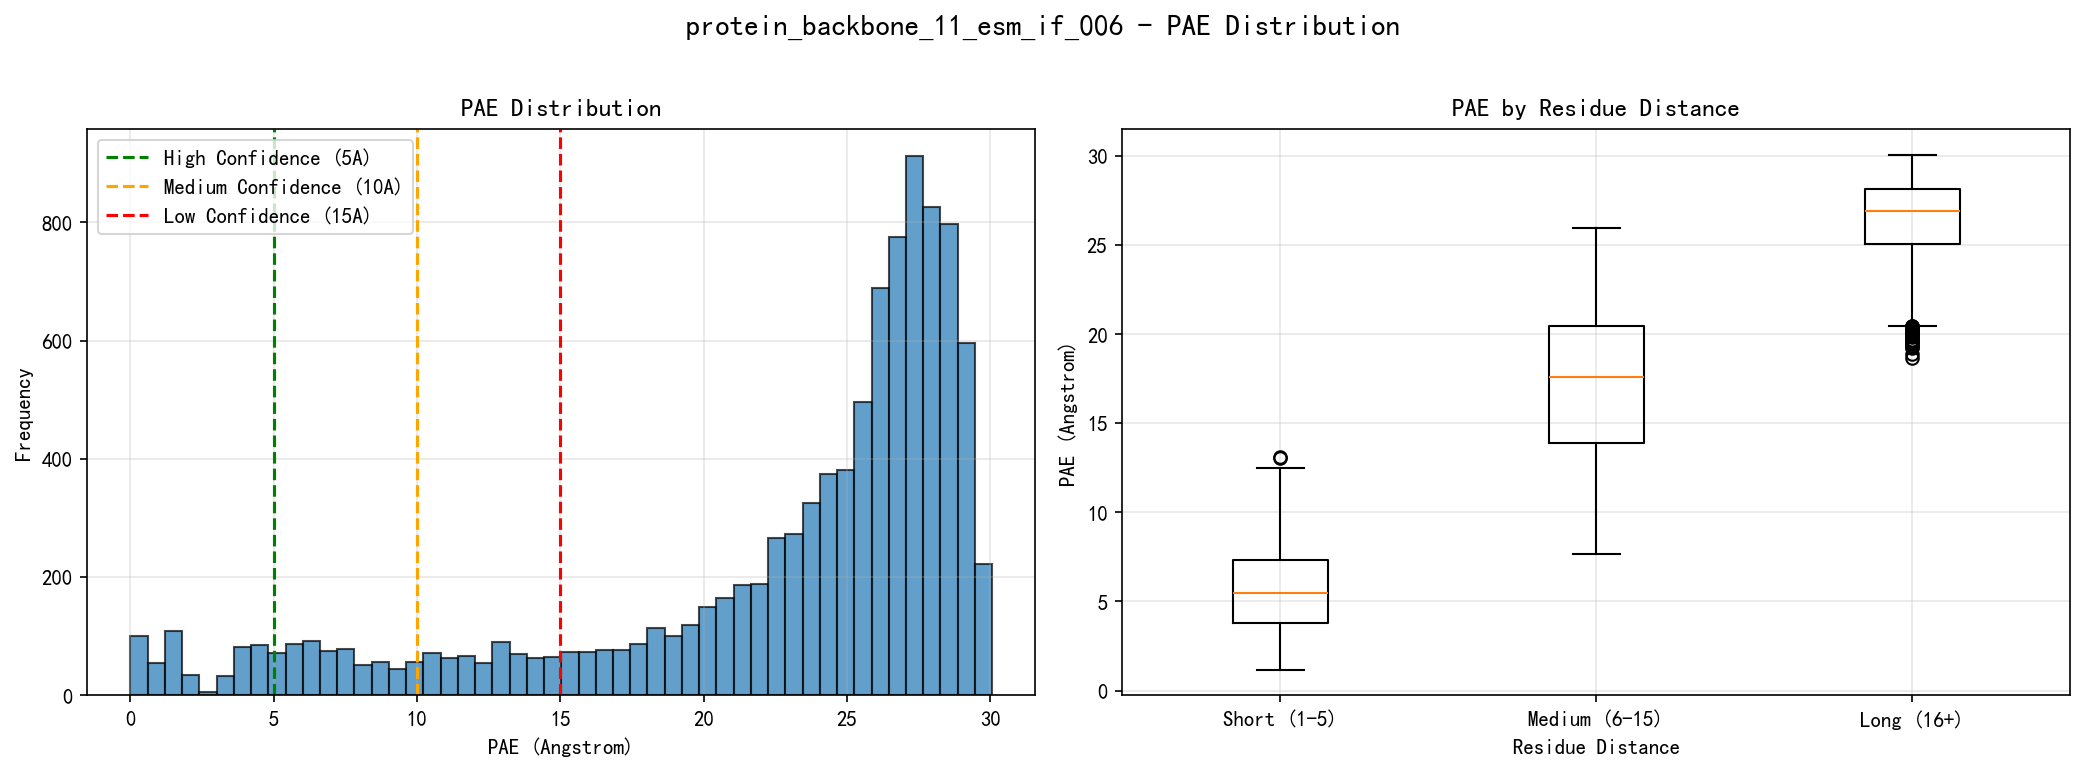 protein_backbone_11_esm_if_006 - PAE Distribution
PAE Distribution
High Confidence (5A)
Medium Confidence (10A)
Low Confidence (15A)
Frequency
800
600
400
200
0
0 5 10 15 20 25 30
PAE (Angstrom)
PAE by Residue Distance
PAE (Angstrom)
30
25
20
15
10
5
0
Short (1-5) Medium (6-15) Long (16+)
Residue Distance